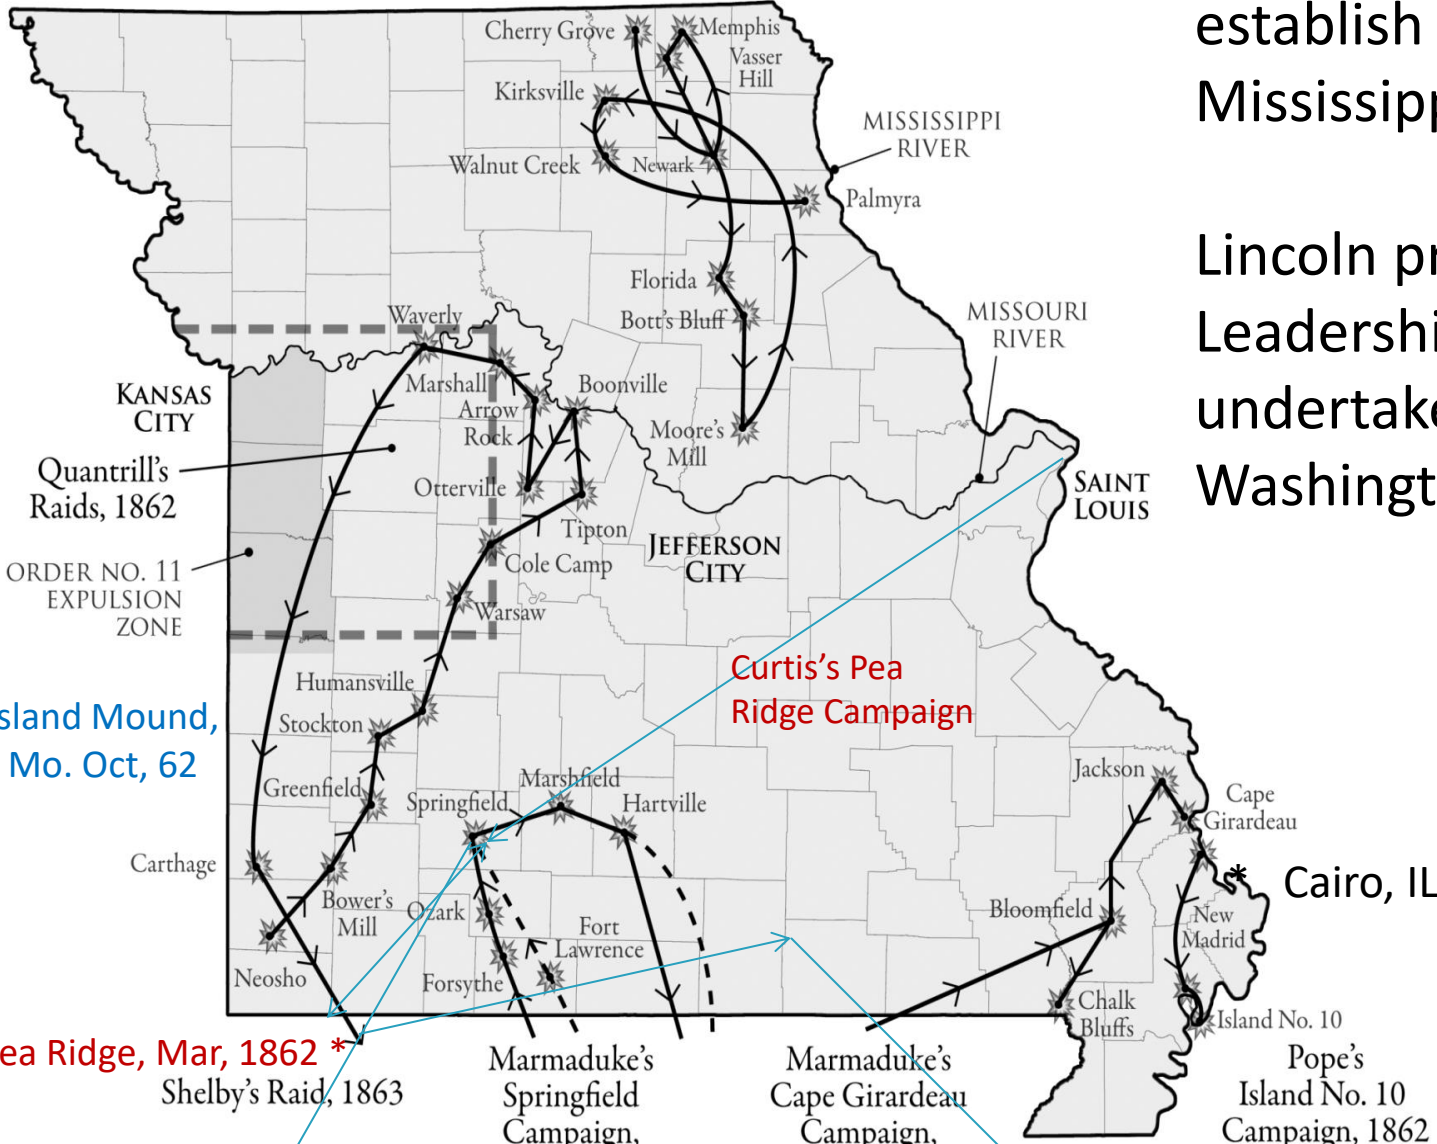 establish
Mississipp
Lincoln pr
Leadershi
undertake
Washingt
Cherry Grove
Memphis
Vasser
Hill
Kirksville
MISSISSIPPI
RIVER
Walnut Creek
Newark
Palmyra
Florida
Bott's Bluff
MISSOURI
RIVER
Waverly
KANSAS
CITY
Marshall
Boonville
Arrow
Rock
Moore's
Mill
Quantrill's
Raids, 1862
Otterville
SAINT
LOUIS
Tipton
JEFFERSON
CITY
Cole Camp
ORDER NO. 11
EXPULSION
ZONE
Warsaw
Curtis's Pea
Ridge Campaign
Humansville
sland Mound,
Mo. Oct, 62
Stockton
Greenfield
Springfield
Marshfield
Hartville
Jackson
Cape
Girardeau
Carthage
* Cairo, IL
Bower's
Mill
Ozark
Fort
Lawrence
Bloomfield
New
Madrid
Neosho
Forsythe
Chalk
Bluffs
Island No. 10
ea Ridge, Mar, 1862 *
Shelby's Raid, 1863
Marmaduke's
Springfield
Campaign,
Marmaduke's
Cape Girardeau
Campaign,
Pope's
Island No. 10
Campaign, 1862